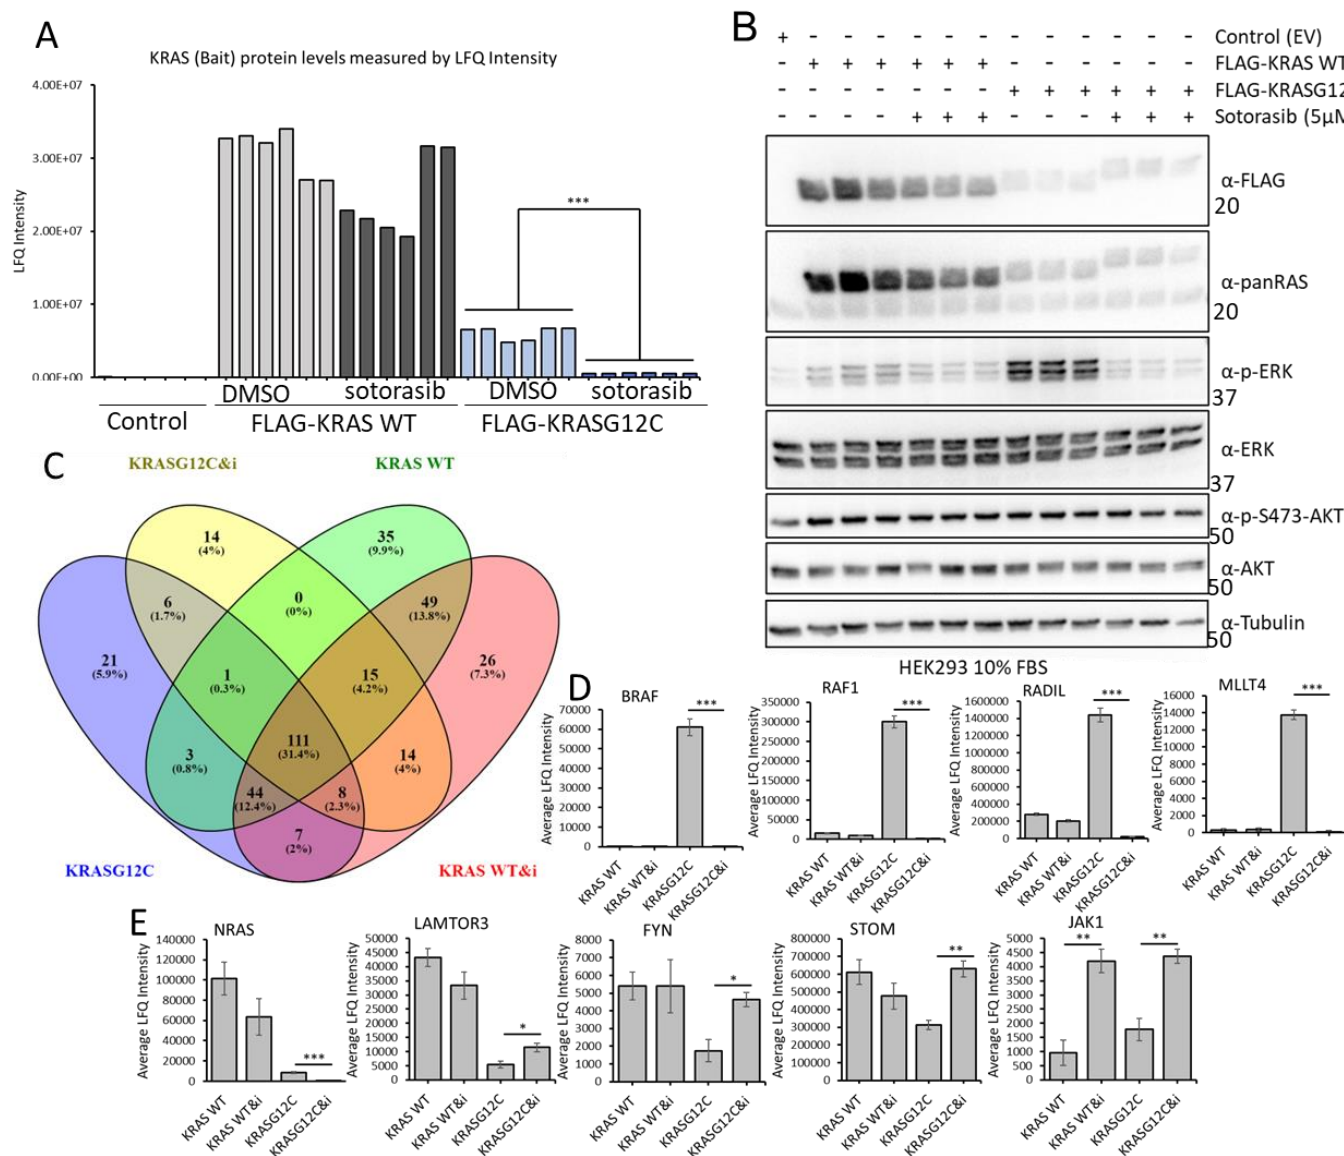 A
KRAS (Bait) protein levels measured by LFQ Intensity
LFQ Intensity
4.00E+07
3.00E+07
2.00E+07
1.00E+07
0.00E+00
***
DMSO
sotorasib
DMSO
sotorasib
Control
FLAG-KRAS WT
FLAG-KRASG12C
B
+ - - - - - - - - - - - - Control (EV)
- + + + + + + - - - - - - FLAG-KRAS WT
- - - - - - - + + + + + + FLAG-KRASG12
- - - - + + + - - - + + + Sotorasib (5µM
α-FLAG
20
α-panRAS
20
α-p-ERK
37
α-ERK
37
α-p-S473-AKT
50
α-AKT
50
α-Tubulin
50
HEK293 10% FBS
C
KRASG12C&i
KRAS WT
14
(4%)
35
(9.9%)
6
(1.7%)
0
(0%)
49
(13.8%)
21
(5.9%)
1
(0.3%)
15
(4.2%)
26
(7.3%)
3
(0.8%)
111
(31.4%)
14
(4%)
44
(12.4%)
8
(2.3%)
7
(2%)
KRASG12C
KRAS WT&i
D
BRAF
Average LFQ Intensity
70000
60000
50000
40000
30000
20000
10000
0
***
KRAS WT
KRAS WT&i
KRASG12C
KRASG12C&i
RAF1
Average LFQ Intensity
350000
300000
250000
200000
150000
100000
50000
0
***
KRAS WT
KRAS WT&i
KRASG12C
KRASG12C&i
RADIL
Average LFQ Intensity
1600000
1400000
1200000
1000000
800000
600000
400000
200000
0
***
KRAS WT
KRAS WT&i
KRASG12C
KRASG12C&i
MLLT4
Average LFQ Intensity
16000
14000
12000
10000
8000
6000
4000
2000
0
***
KRAS WT
KRAS WT&i
KRASG12C
KRASG12C&i
E
NRAS
Average LFQ Intensity
140000
120000
100000
80000
60000
40000
20000
0
***
KRAS WT
KRAS WT&i
KRASG12C
KRASG12C&i
LAMTOR3
Average LFQ Intensity
50000
45000
40000
35000
30000
25000
20000
15000
10000
5000
0
*
KRAS WT
KRAS WT&i
KRASG12C
KRASG12C&i
FYN
Average LFQ Intensity
8000
7000
6000
5000
4000
3000
2000
1000
0
*
KRAS WT
KRAS WT&i
KRASG12C
KRASG12C&i
STOM
Average LFQ Intensity
800000
700000
600000
500000
400000
300000
200000
100000
0
**
KRAS WT
KRAS WT&i
KRASG12C
KRASG12C&i
JAK1
Average LFQ Intensity
5000
4500
4000
3500
3000
2500
2000
1500
1000
500
0
**
**
KRAS WT
KRAS WT&i
KRASG12C
KRASG12C&i